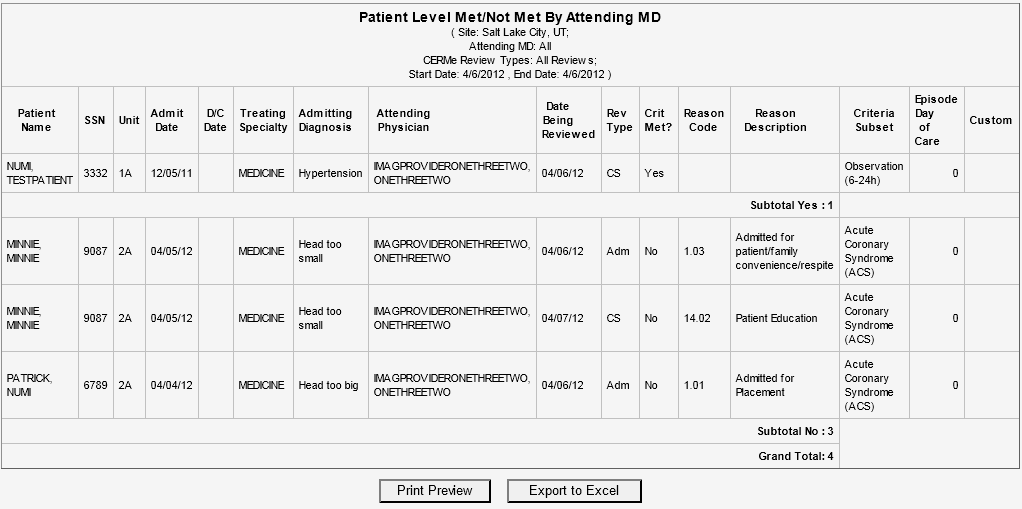 Patient Level Met/Not Met By Attending MD
( Site: Salt Lake City, UT;
Attending MD: All
CERMe Review Types: All Reviews;
Start Date: 4/6/2012 , End Date: 4/6/2012 )
Patient Name SSN Unit Admit Date D/C Date Treating Specialty Admitting Diagnosis Attending Physician Date Being Reviewed Rev Type Crit Met? Reason Code Reason Description Criteria Subset Episode Day of Care Custom
NUMI, TESTPATIENT 3332 1A 12/05/11 MEDICINE Hypertension IMAGPROVIDERONETHREETWO, ONETHREETWO 04/06/12 CS Yes Observation (6-24h) 0
Subtotal Yes : 1
MINNIE, MINNIE 9087 2A 04/05/12 MEDICINE Head too small IMAGPROVIDERONETHREETWO, ONETHREETWO 04/06/12 Adm No 1.03 Admitted for patient/family convenience/respite Acute Coronary Syndrome (ACS) 0
MINNIE, MINNIE 9087 2A 04/05/12 MEDICINE Head too small IMAGPROVIDERONETHREETWO, ONETHREETWO 04/07/12 CS No 14.02 Patient Education Acute Coronary Syndrome (ACS) 0
PATRICK, NUMI 6789 2A 04/04/12 MEDICINE Head too big IMAGPROVIDERONETHREETWO, ONETHREETWO 04/06/12 Adm No 1.01 Admitted for Placement Acute Coronary Syndrome (ACS) 0
Subtotal No : 3
Grand Total: 4
Print Preview Export to Excel